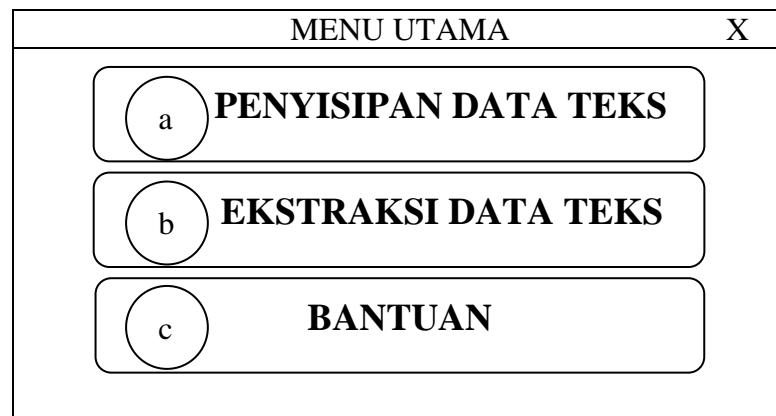 MENU UTAMA X
a PENYISIPAN DATA TEKS
b EKSTRAKSI DATA TEKS
c BANTUAN